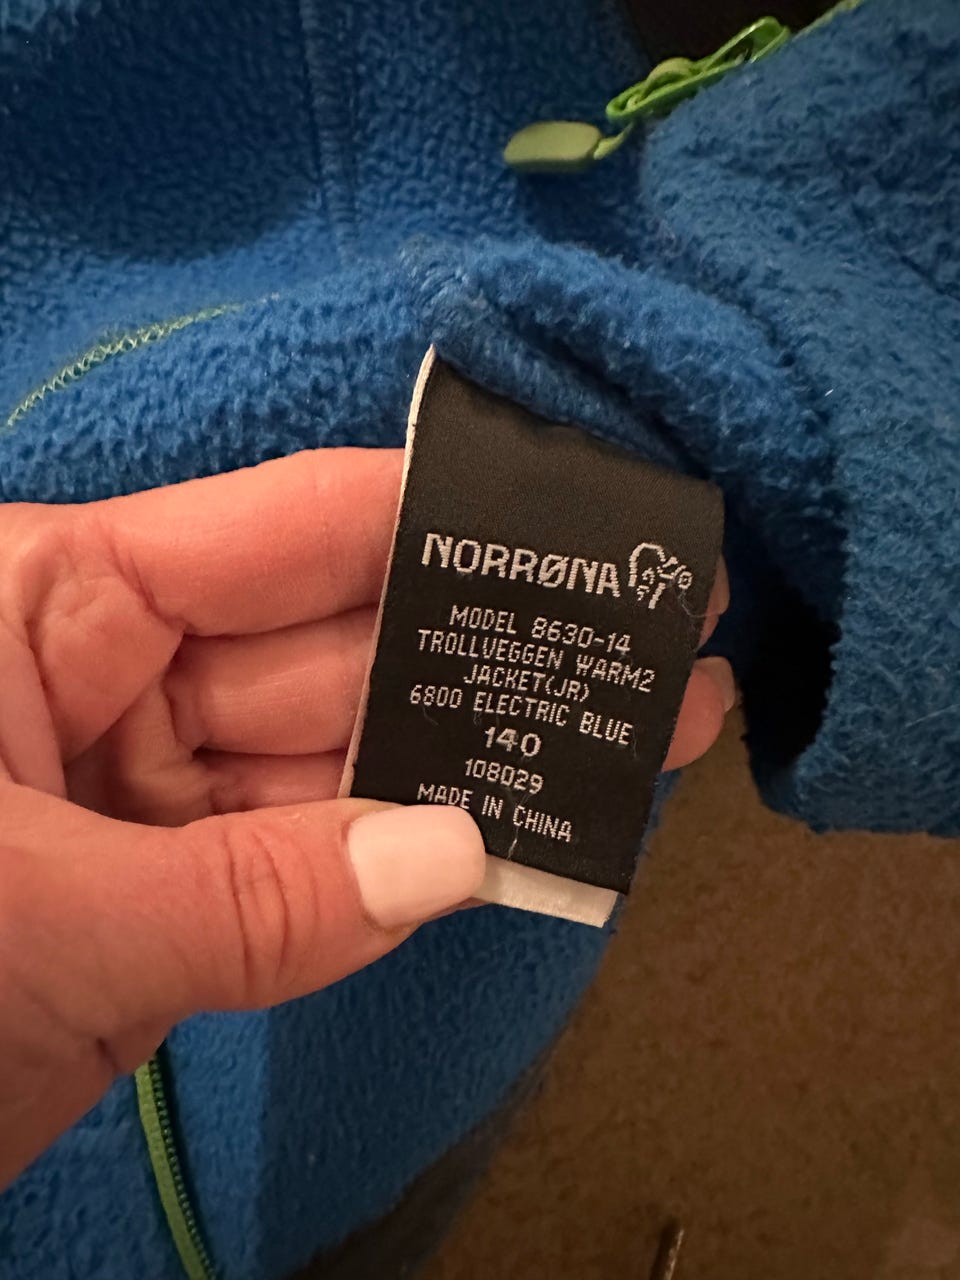 NORRØNA
MODEL 8630-14
TROLLVEGGEN WARM2
JACKET(JR)
6800 ELECTRIC BLUE
140
108029
MADE IN CHINA